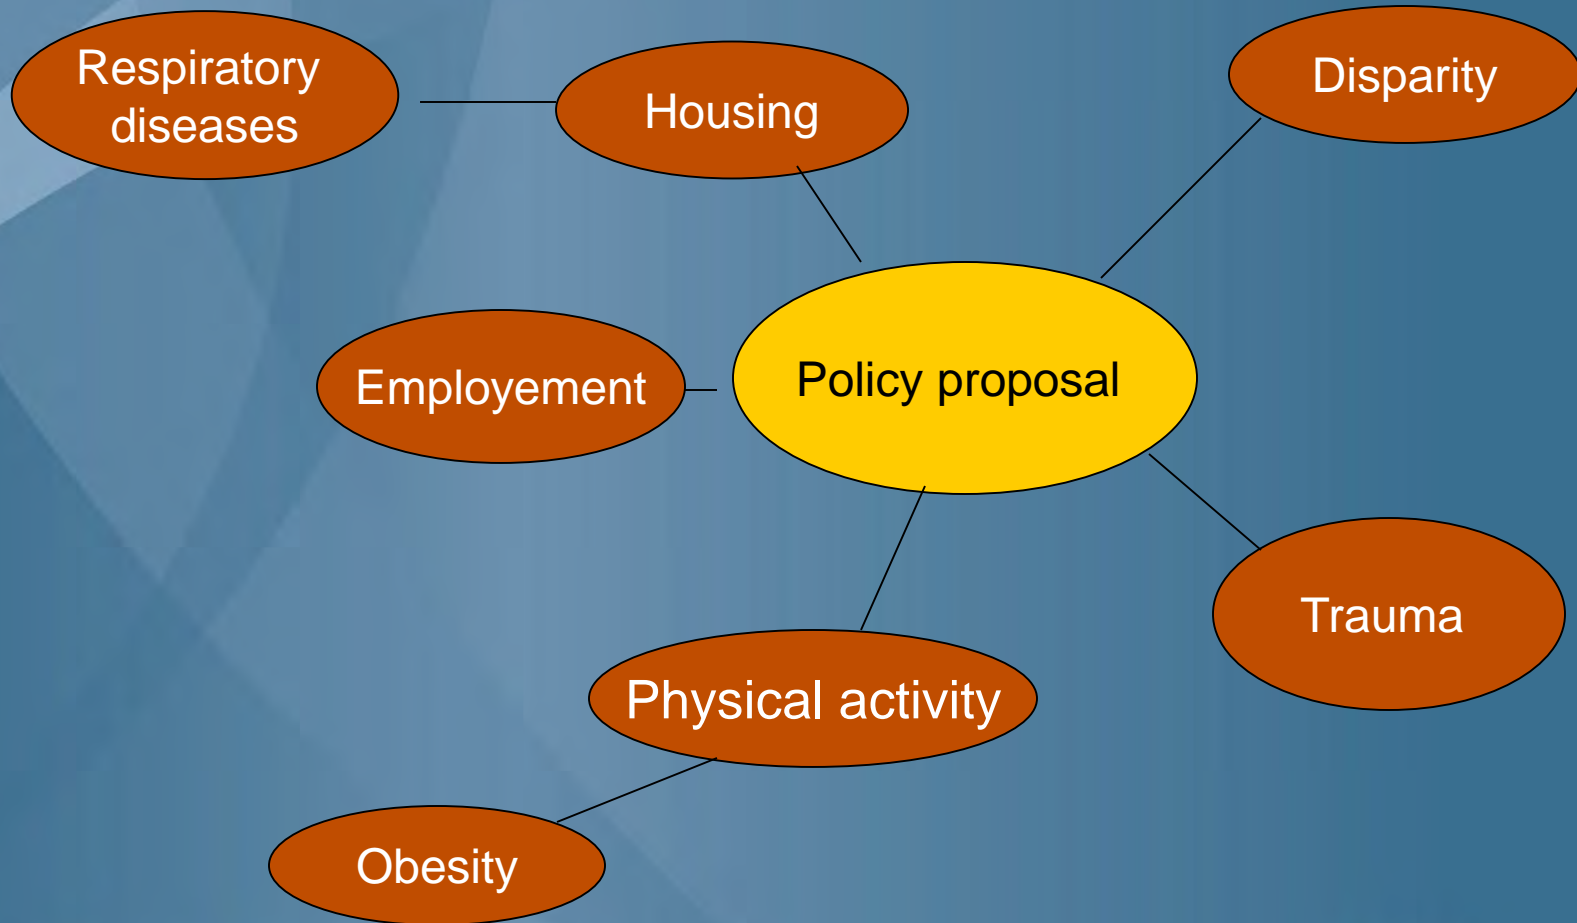 Respiratory
diseases
Housing
Disparity
Employement
Policy proposal
Trauma
Physical activity
Obesity